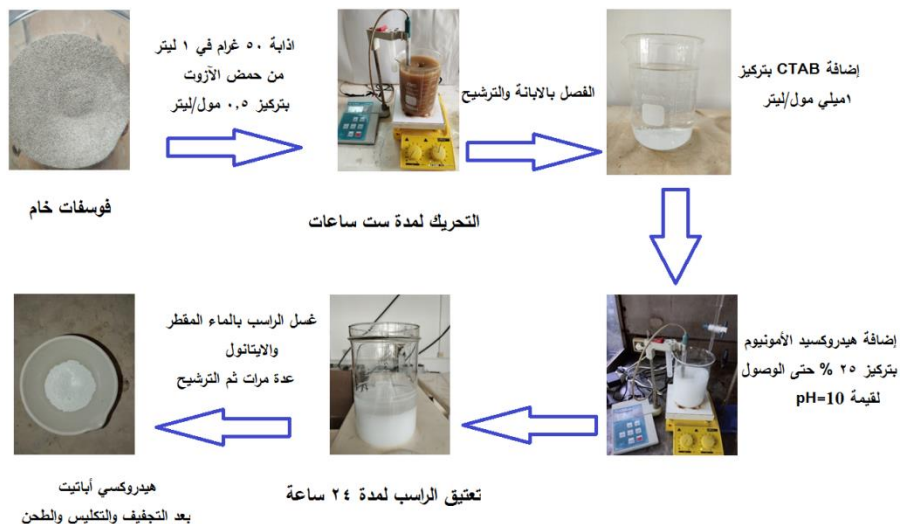 اذابة ٥٠ غرام في ١ ليتر
من حمض الآزوت
بتركيز ٠,٥ مول/ليتر
الفصل بالابانة والترشيح
إضافة CTAB بتركيز
١ميلي مول/ليتر
فوسفات خام
التحريك لمدة ست ساعات
إضافة هيدروكسيد الأمونيوم
بتركيز ٢٥ % حتى الوصول
لقيمة pH=10
غسل الراسب بالماء المقطر
والايتانول
عدة مرات ثم الترشيح
تعتيق الراسب لمدة ٢٤ ساعة
هيدروكسي أباتيت
بعد التجفيف والتكليس والطحن